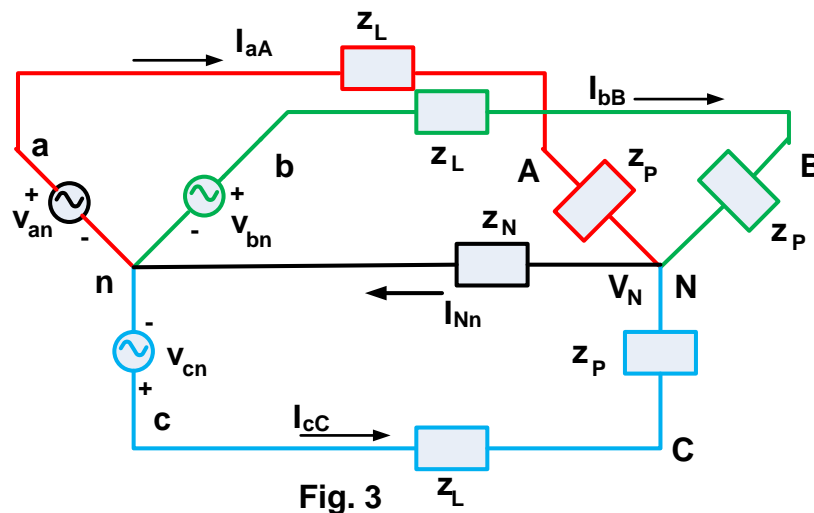 z_L
I_aA
I_bB
a
b
z_L
A
z_P
B
+
+
v_an
-
-
v_bn
z_N
z_P
n
V_N N
I_Nn
-
v_cn
z_P
+
c
I_cC
C
z_L
Fig. 3